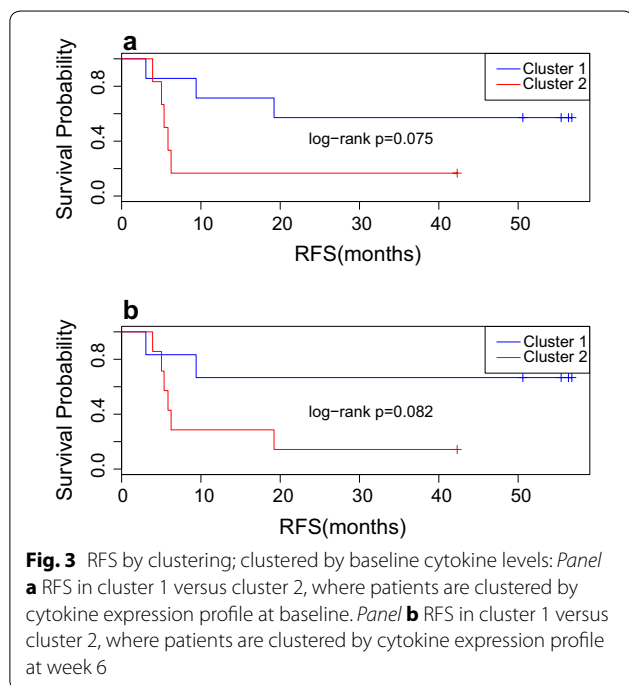 a
Survival Probability
0.8
0.4
0.0
Cluster 1
Cluster 2
log−rank p=0.075
0 10 20 30 40 50
RFS(months)
b
Survival Probability
0.8
0.4
0.0
Cluster 1
Cluster 2
log−rank p=0.082
0 10 20 30 40 50
RFS(months)
Fig. 3 RFS by clustering; clustered by baseline cytokine levels: Panel
a RFS in cluster 1 versus cluster 2, where patients are clustered by
cytokine expression profile at baseline. Panel b RFS in cluster 1 versus
cluster 2, where patients are clustered by cytokine expression profile
at week 6